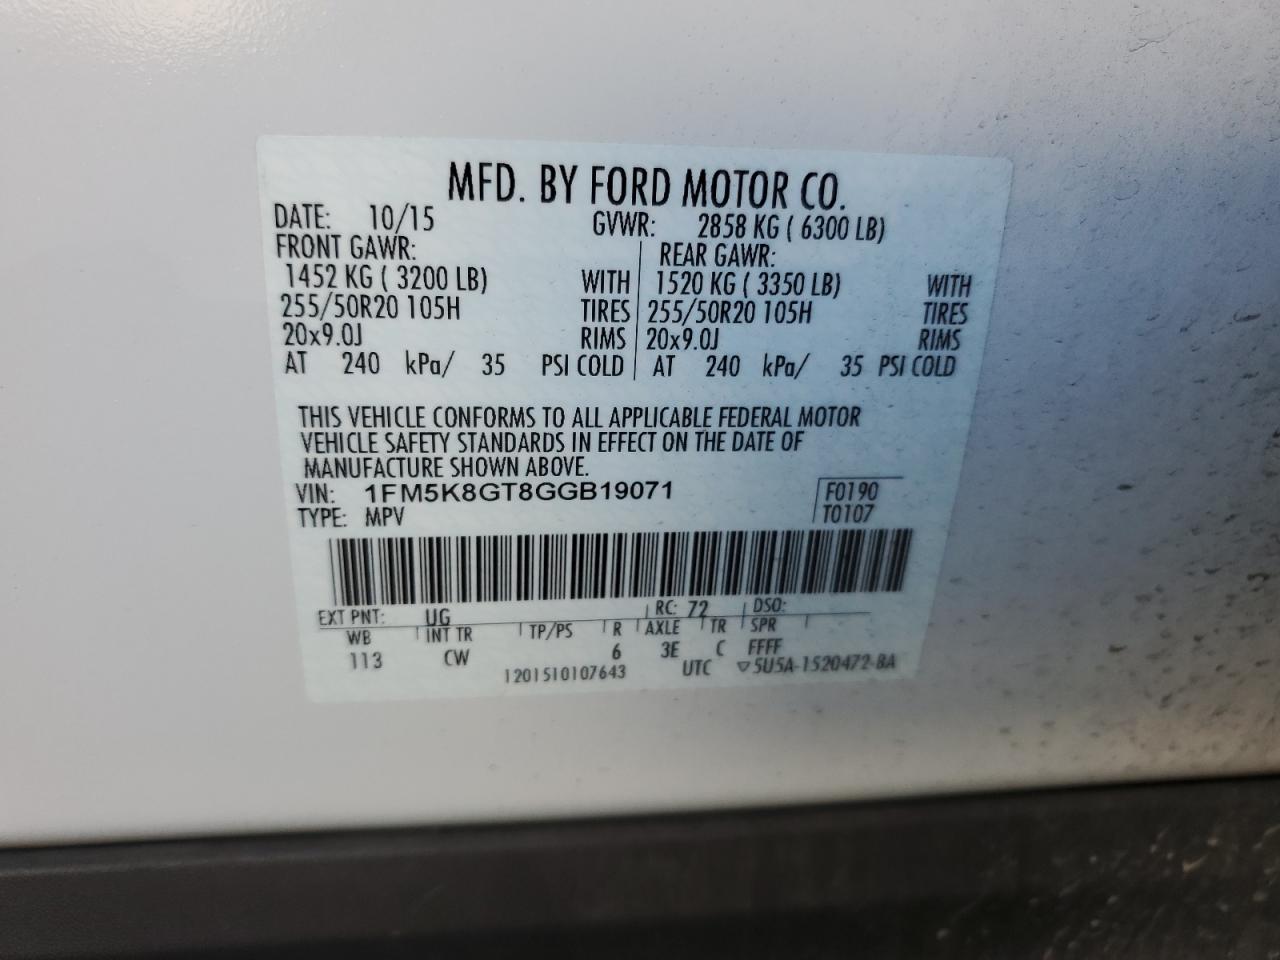 MFD. BY FORD MOTOR CO.
DATE: 10/15 GVWR: 2858 KG ( 6300 LB)
FRONT GAWR: REAR GAWR:
1452 KG ( 3200 LB) WITH 1520 KG ( 3350 LB) WITH
255/50R20 105H TIRES 255/50R20 105H TIRES
20x9.0J RIMS 20x9.0J RIMS
AT 240 kPa/ 35 PSI COLD AT 240 kPa/ 35 PSI COLD
THIS VEHICLE CONFORMS TO ALL APPLICABLE FEDERAL MOTOR
VEHICLE SAFETY STANDARDS IN EFFECT ON THE DATE OF
MANUFACTURE SHOWN ABOVE.
VIN: 1FM5K8GT8GGB19071 F0190
TYPE: MPV T0107
EXT PNT: UG RC: 72 DSO:
WB INT TR TP/PS R AXLE TR SPR
113 CW 6 3E C FFFF
1201510107643 UTC ▽5U5A-1520472-BA